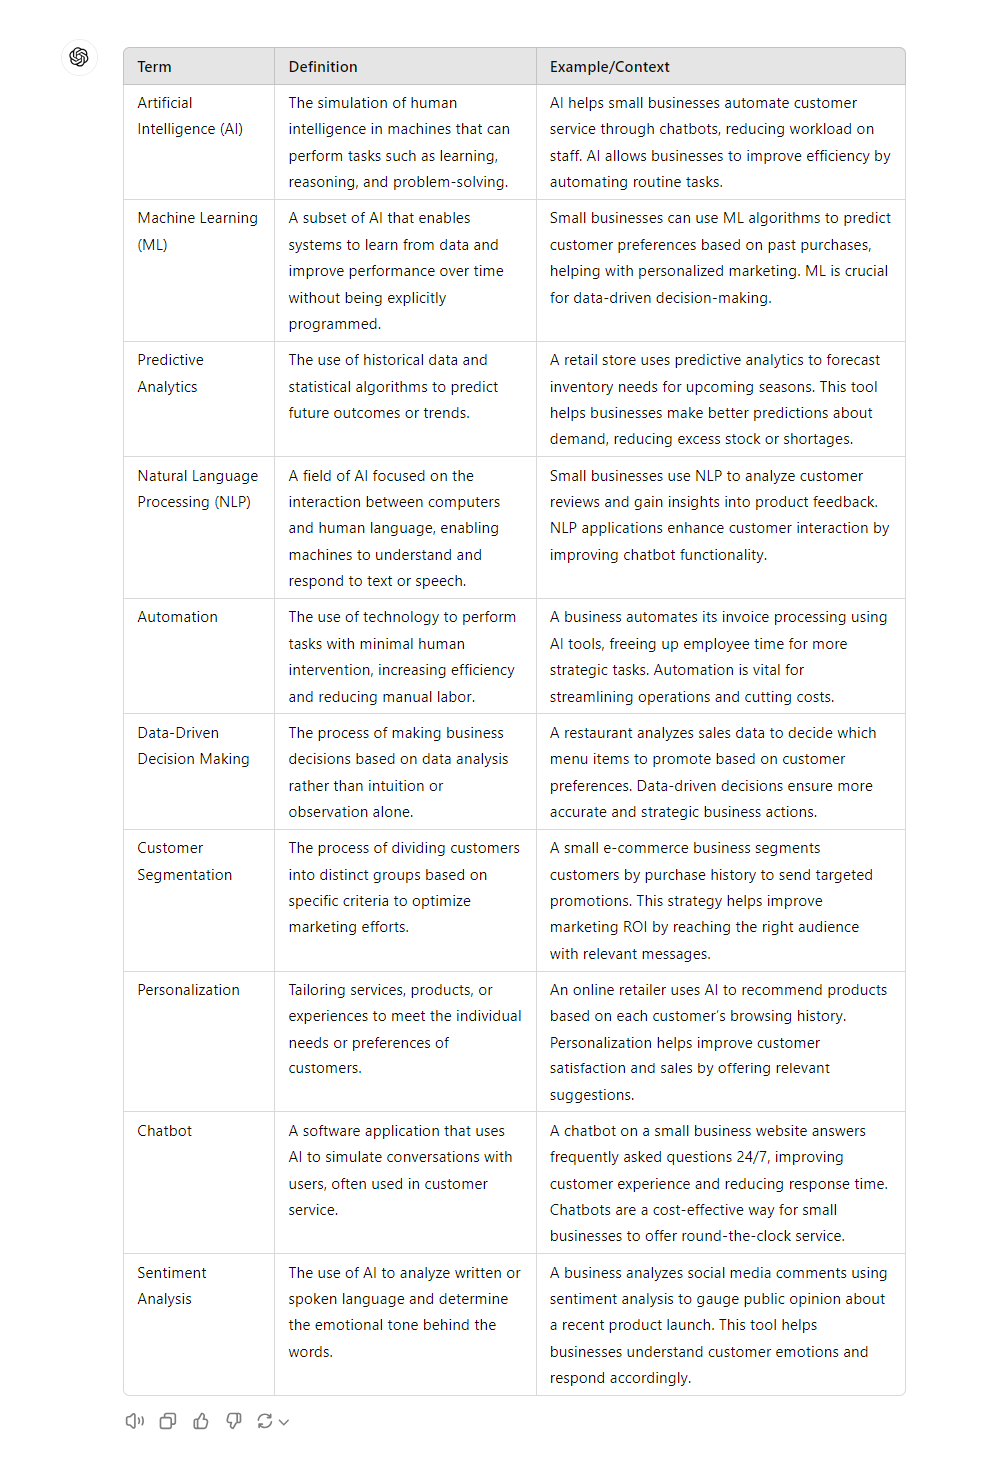 Term
Definition
Example/Context
Artificial
Intelligence (AI)
The simulation of human
intelligence in machines that can
perform tasks such as learning,
reasoning, and problem-solving.
AI helps small businesses automate customer
service through chatbots, reducing workload on
staff. AI allows businesses to improve efficiency by
automating routine tasks.
Machine Learning
(ML)
A subset of AI that enables
systems to learn from data and
improve performance over time
without being explicitly
programmed.
Small businesses can use ML algorithms to predict
customer preferences based on past purchases,
helping with personalized marketing. ML is crucial
for data-driven decision-making.
Predictive
Analytics
The use of historical data and
statistical algorithms to predict
future outcomes or trends.
A retail store uses predictive analytics to forecast
inventory needs for upcoming seasons. This tool
helps businesses make better predictions about
demand, reducing excess stock or shortages.
Natural Language
Processing (NLP)
A field of AI focused on the
interaction between computers
and human language, enabling
machines to understand and
respond to text or speech.
Small businesses use NLP to analyze customer
reviews and gain insights into product feedback.
NLP applications enhance customer interaction by
improving chatbot functionality.
Automation
The use of technology to perform
tasks with minimal human
intervention, increasing efficiency
and reducing manual labor.
A business automates its invoice processing using
AI tools, freeing up employee time for more
strategic tasks. Automation is vital for
streamlining operations and cutting costs.
Data-Driven
Decision Making
The process of making business
decisions based on data analysis
rather than intuition or
observation alone.
A restaurant analyzes sales data to decide which
menu items to promote based on customer
preferences. Data-driven decisions ensure more
accurate and strategic business actions.
Customer
Segmentation
The process of dividing customers
into distinct groups based on
specific criteria to optimize
marketing efforts.
A small e-commerce business segments
customers by purchase history to send targeted
promotions. This strategy helps improve
marketing ROI by reaching the right audience
with relevant messages.
Personalization
Tailoring services, products, or
experiences to meet the individual
needs or preferences of
customers.
An online retailer uses AI to recommend products
based on each customer's browsing history.
Personalization helps improve customer
satisfaction and sales by offering relevant
suggestions.
Chatbot
A software application that uses
AI to simulate conversations with
users, often used in customer
service.
A chatbot on a small business website answers
frequently asked questions 24/7, improving
customer experience and reducing response time.
Chatbots are a cost-effective way for small
businesses to offer round-the-clock service.
Sentiment
Analysis
The use of AI to analyze written or
spoken language and determine
the emotional tone behind the
words.
A business analyzes social media comments using
sentiment analysis to gauge public opinion about
a recent product launch. This tool helps
businesses understand customer emotions and
respond accordingly.